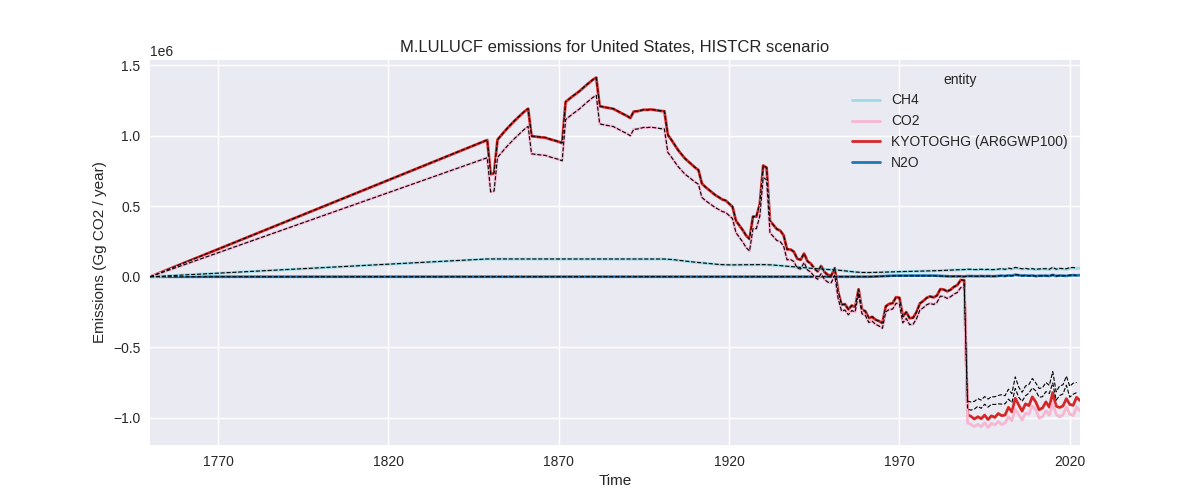 M.LULUCF emissions for United States, HISTCR scenario
1e6
1.5
1.0
0.5
0.0
−0.5
−1.0
Emissions (Gg CO2 / year)
entity
CH4
CO2
KYOTOGHG (AR6GWP100)
N2O
1770
1820
1870
1920
1970
2020
Time